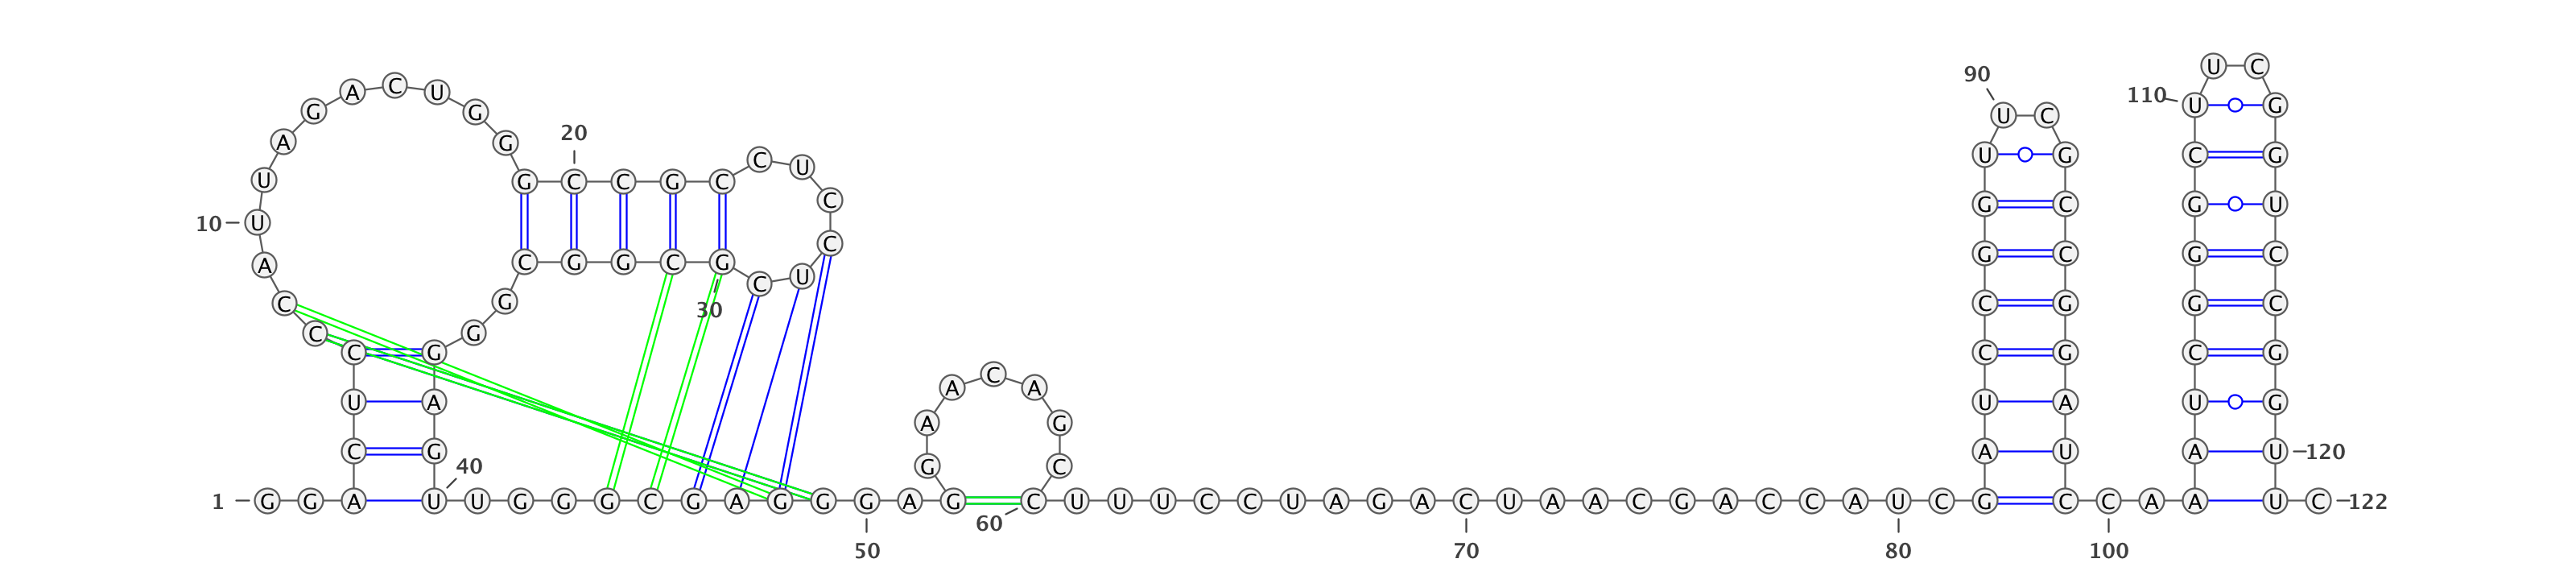 1
G G A C U C C C A U
10
U A G A C U G G G C
20
C G C C U C C U C G
30
C G G C G G G A G U
40
U G G G C G A G G G
50
A G G A A C A G C C
60
U U U C C U A G A C
70
U A A C G A C C A U
80
C G A U C C G G U U
90
C G C C G G A U C C
100
A A A U C G G G C U
110
U C G G U C C G G U
120
U C
122